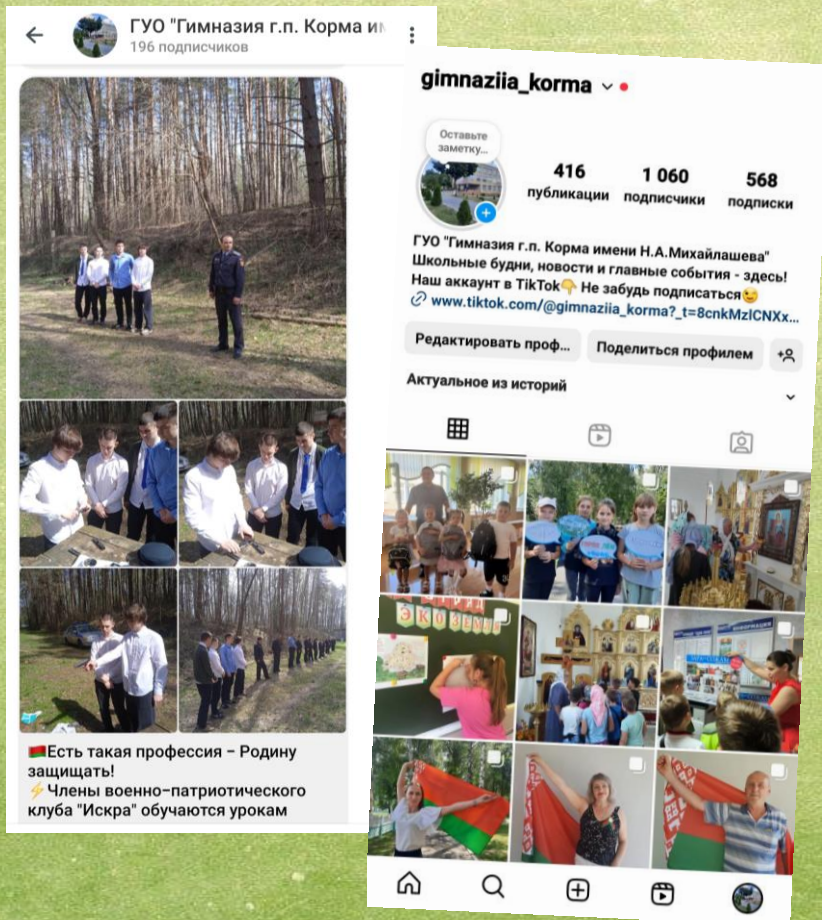 ГУО "Гимназия г.п. Корма им
196 подписчиков
🇧🇾Есть такая профессия – Родину
защищать!
⚡Члены военно-патриотического
клуба "Искра" обучаются урокам
gimnaziia_korma
Оставьте
заметку...
416
публикации
1 060
подписчики
568
подписки
ГУО "Гимназия г.п. Корма имени Н.А.Михайлашева"
Школьные будни, новости и главные события - здесь!
Наш аккаунт в TikTok👇 Не забудь подписаться😉
www.tiktok.com/@gimnaziia_korma?_t=8cnkMzlCNXx...
Редактировать проф...
Поделиться профилем
Актуальное из историй
ЭКО ЗЕМЛЯ
ИНФОРМАЦИЯ